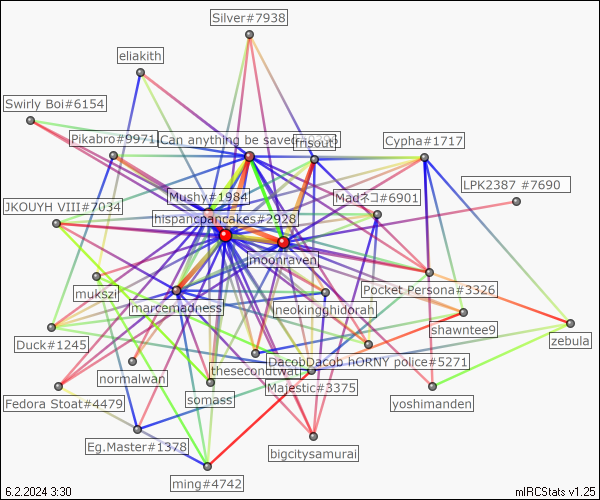 Silver#7938
eliakith
Swirly Boi#6154
Pikabro#9971
Can anything be saved
fnsouth
Cypha#1717
LPK2387 #7690
Mushy#1984
Madネコ#6901
JKOUYH VIII#7034
hispancpancakes#2928
moonraven
Pocket Persona#3326
mukszi
marcemadness
neokinghidorah
shawntee9
zebula
Duck#1245
normalwan
thesecondtwat
DacobDacob hORNY police#5271
Majestic#3375
Fedora Stoat#4479
somass
yoshimanden
Eg.Master#1378
bigcitysamurai
ming#4742
6.2.2024 3:30
mIRCStats v1.25